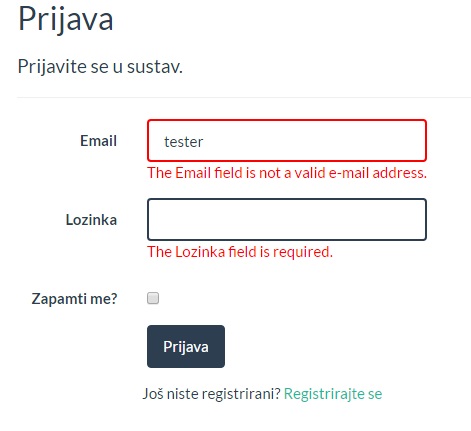 Prijava
Prijavite se u sustav.
Email
tester
The Email field is not a valid e-mail address.
Lozinka
The Lozinka field is required.
Zapamti me?
Prijava
Još niste registrirani? Registrirajte se